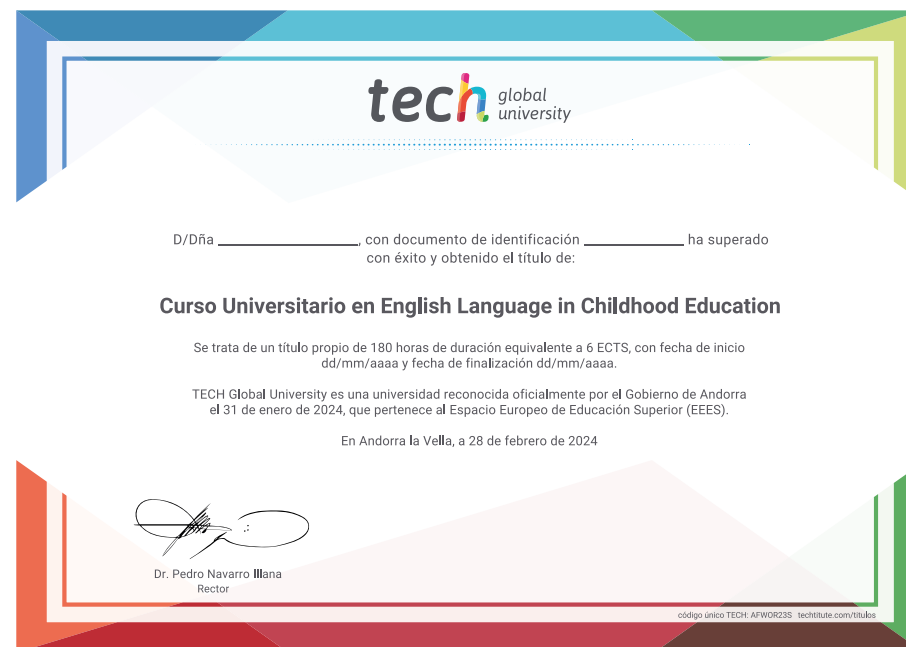 tech global university
D/Dña ____________________, con documento de identificación ______________ ha superado
con éxito y obtenido el título de:
Curso Universitario en English Language in Childhood Education
Se trata de un título propio de 180 horas de duración equivalente a 6 ECTS, con fecha de inicio
dd/mm/aaaa y fecha de finalización dd/mm/aaaa.
TECH Global University es una universidad reconocida oficialmente por el Gobierno de Andorra
el 31 de enero de 2024, que pertenece al Espacio Europeo de Educación Superior (EEES).
En Andorra la Vella, a 28 de febrero de 2024
Dr. Pedro Navarro Illana
Rector
código único TECH: AFWOR23S techtitute.com/titulos